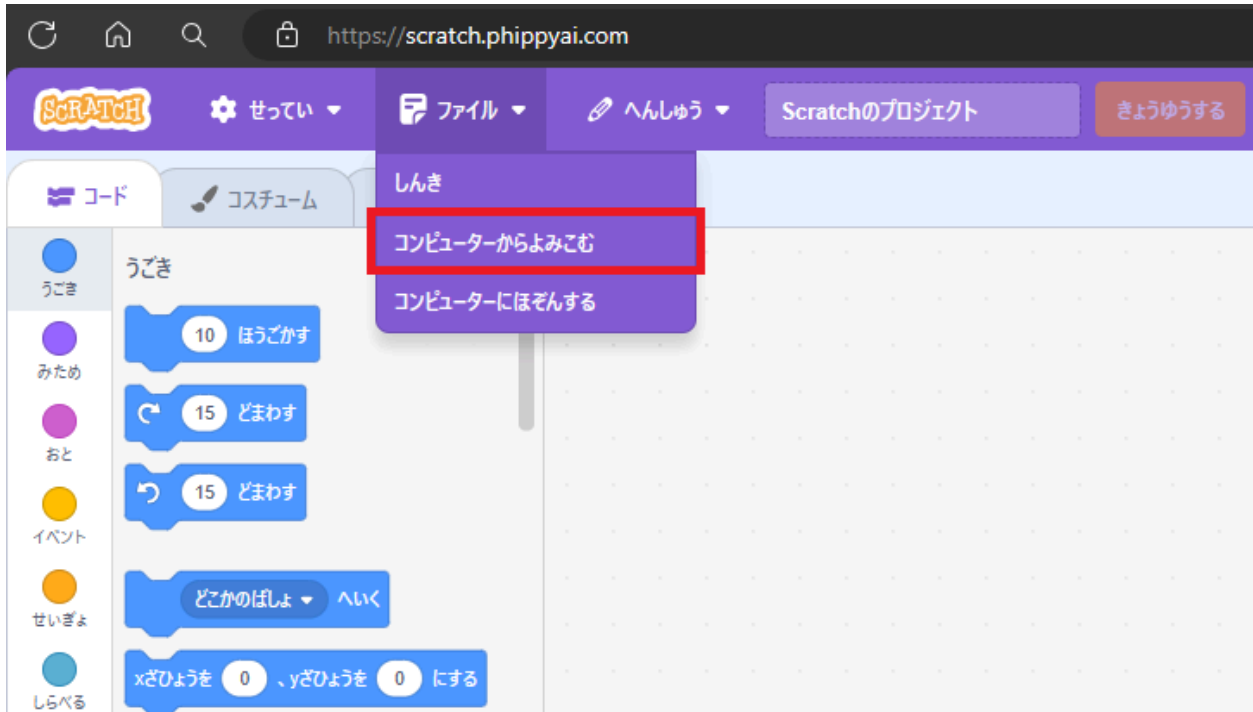 https://scratch.phippyai.com
SCRATCH
せってい
ファイル
へんしゅう
Scratchのプロジェクト
きょうゆうする
コード
コスチューム
しんき
コンピューターからよみこむ
コンピューターにほぞんする
うごき
みため
おと
イベント
せいぎょ
しらべる
うごき
10 ほうごかす
15 どまわす
15 どまわす
どこかのばしょ へいく
xざひょうを 0 、yざひょうを 0 にする